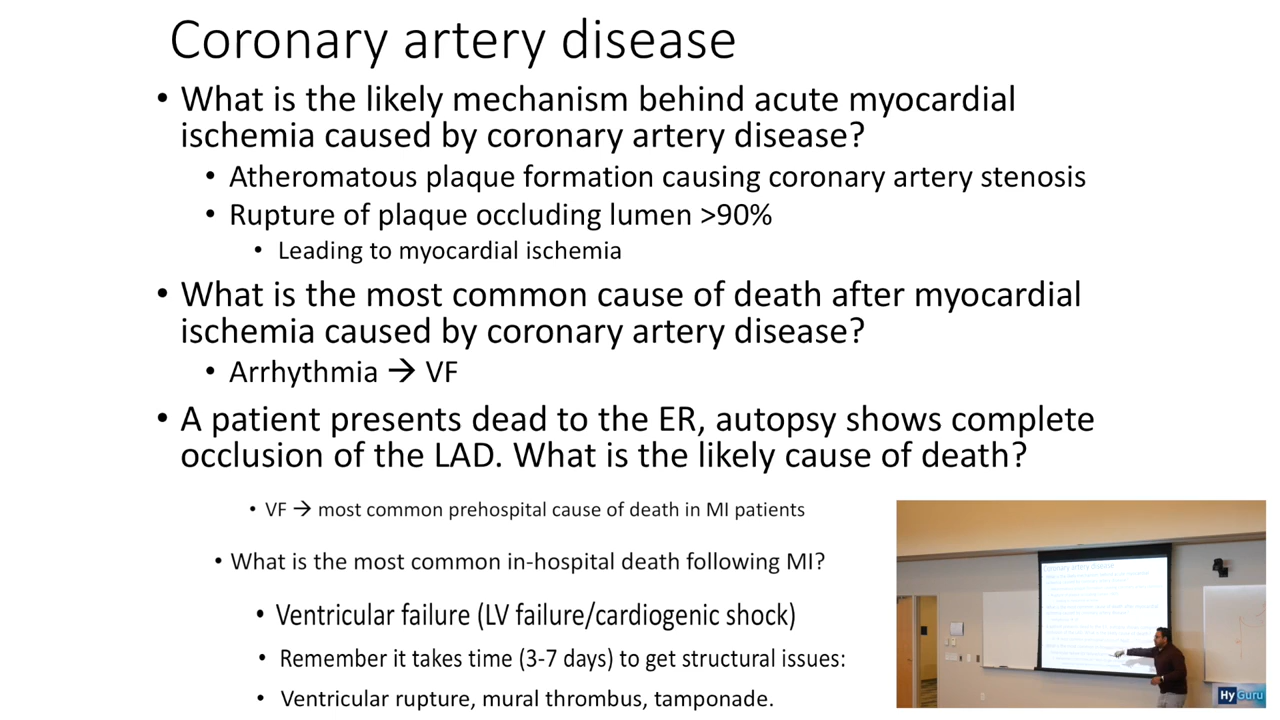 Coronary artery disease
• What is the likely mechanism behind acute myocardial
ischemia caused by coronary artery disease?
• Atheromatous plaque formation causing coronary artery stenosis
• Rupture of plaque occluding lumen >90%
• Leading to myocardial ischemia
• What is the most common cause of death after myocardial
ischemia caused by coronary artery disease?
• Arrhythmia → VF
• A patient presents dead to the ER, autopsy shows complete
occlusion of the LAD. What is the likely cause of death?
• VF → most common prehospital cause of death in MI patients
• What is the most common in-hospital death following MI?
• Ventricular failure (LV failure/cardiogenic shock)
• Remember it takes time (3-7 days) to get structural issues:
• Ventricular rupture, mural thrombus, tamponade.
Coronary artery disease
HyGuru